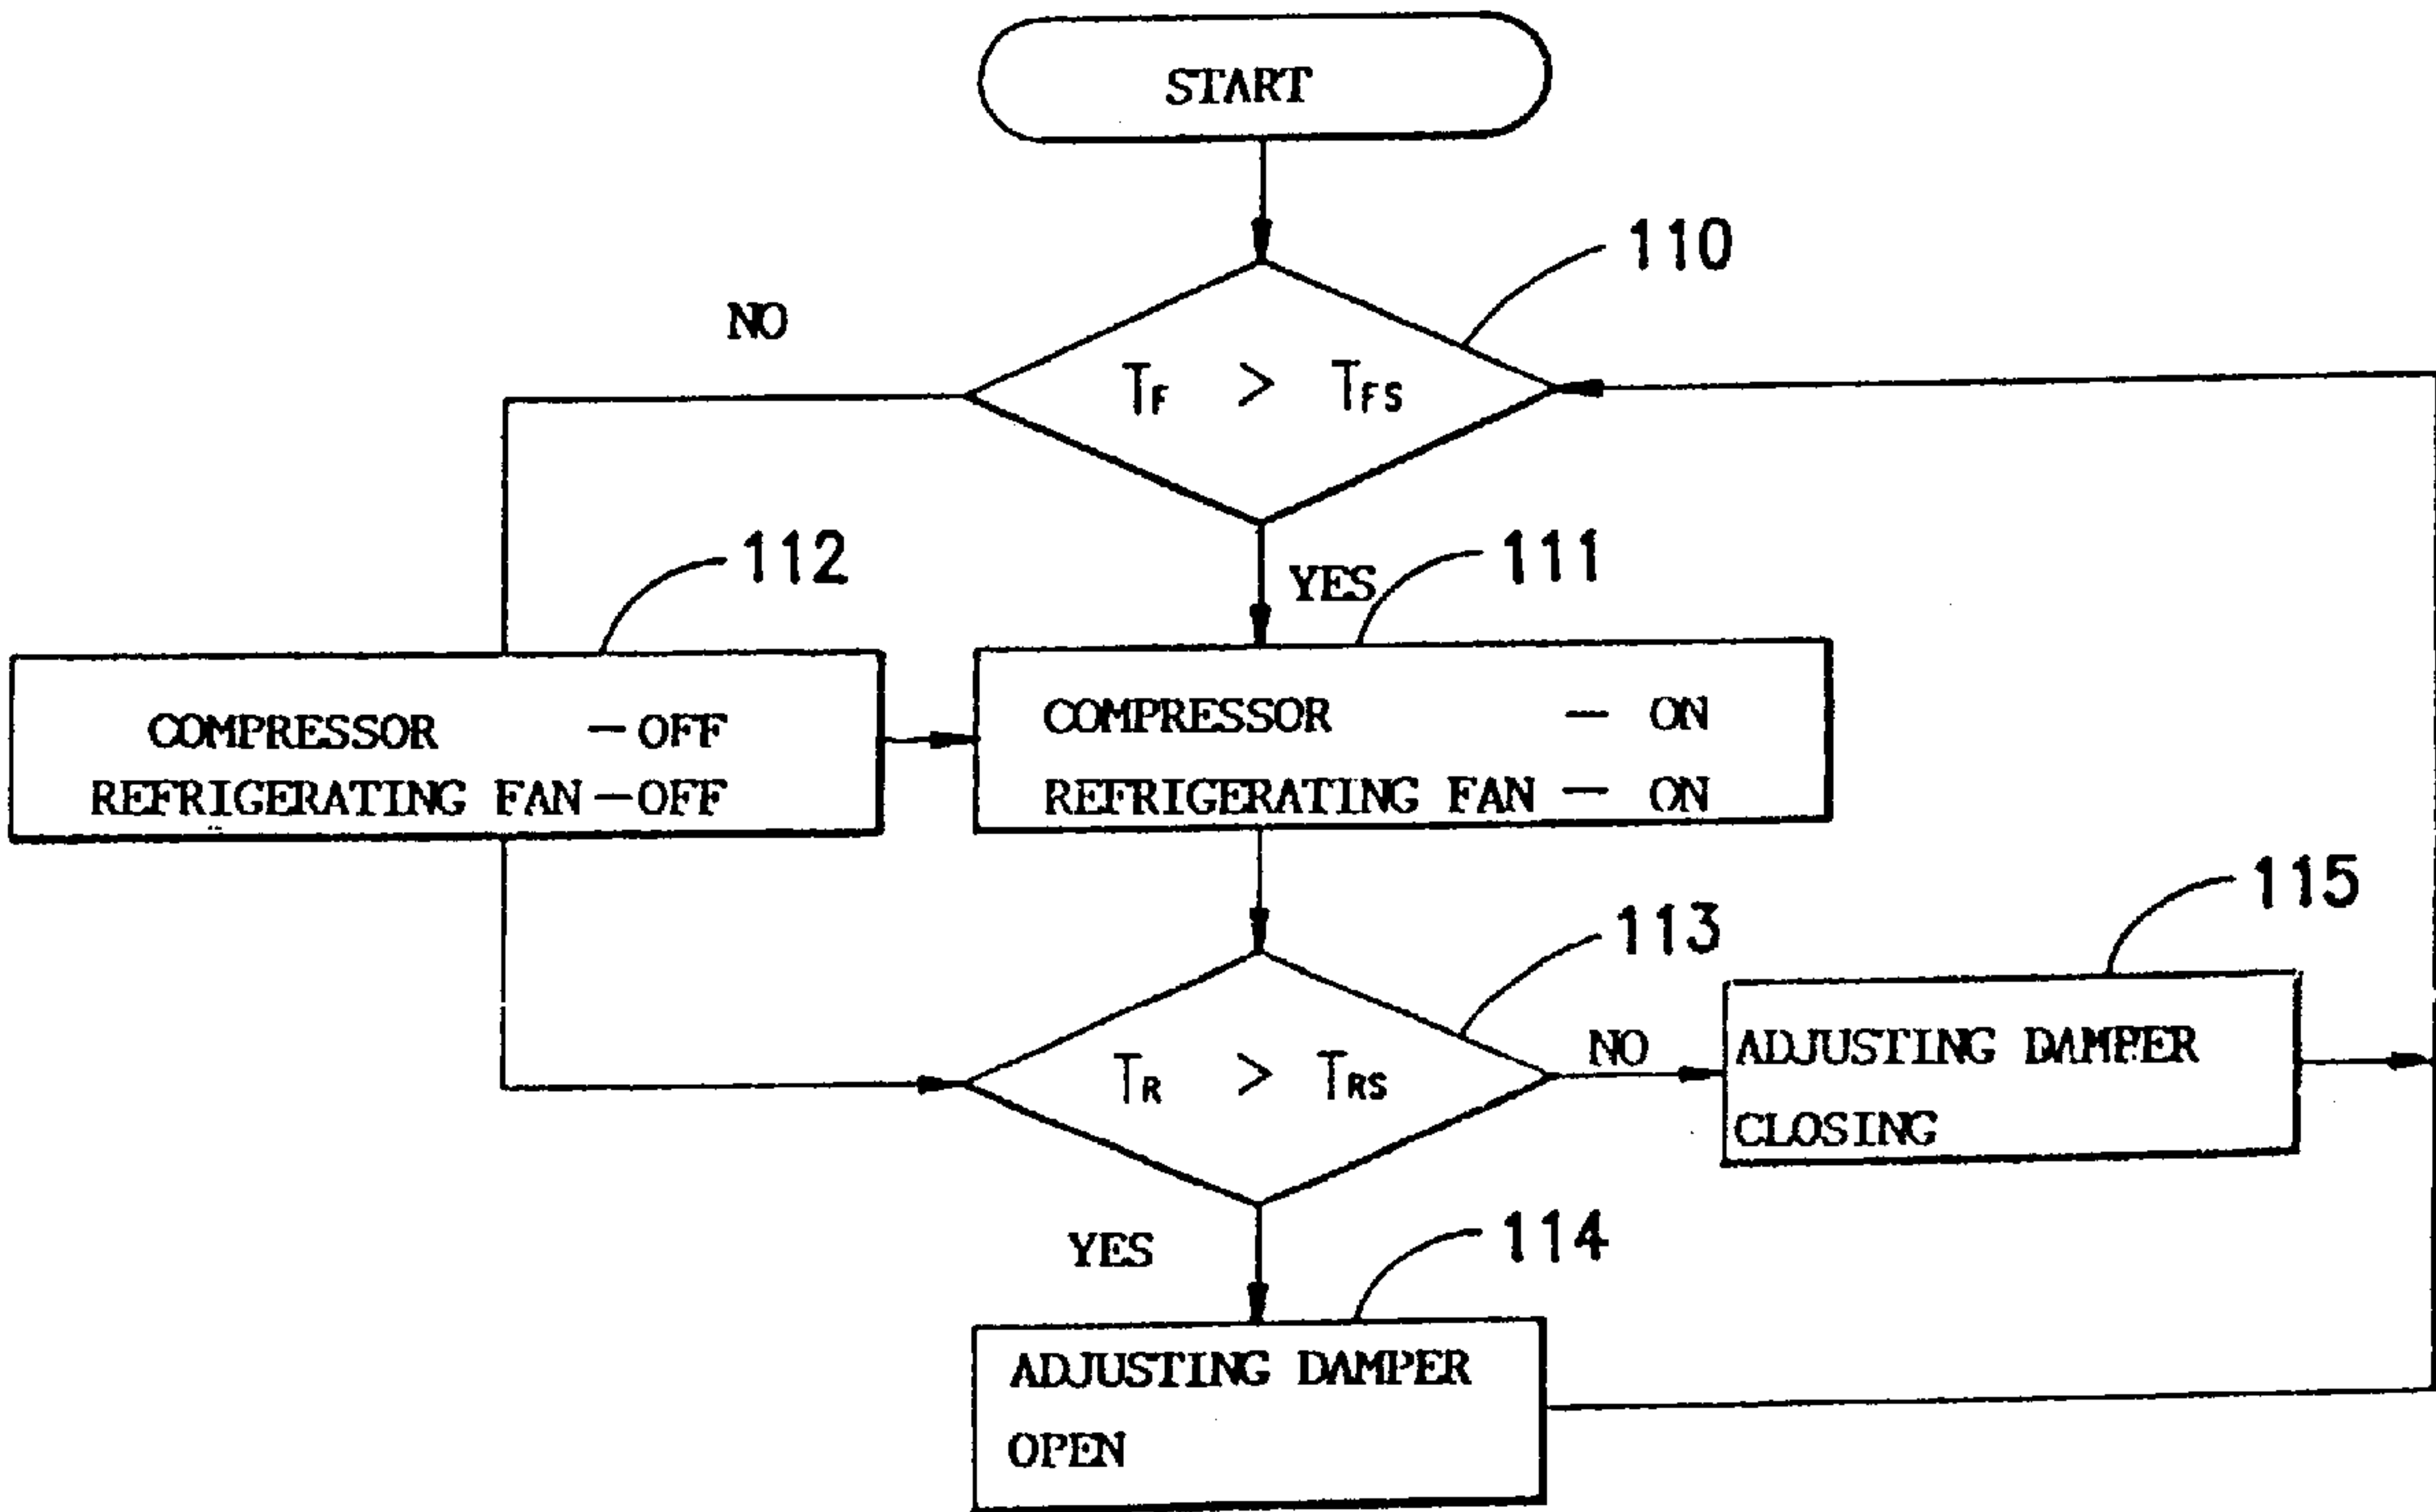 START
110
NO
TF > TFS
112
YES
111
COMPRESSOR — OFF
REFRIGERATING FAN — OFF
COMPRESSOR — ON
REFRIGERATING FAN — ON
115
113
TR > TRS
NO
ADJUSTING DAMPER
CLOSING
YES
114
ADJUSTING DAMPER
OPEN